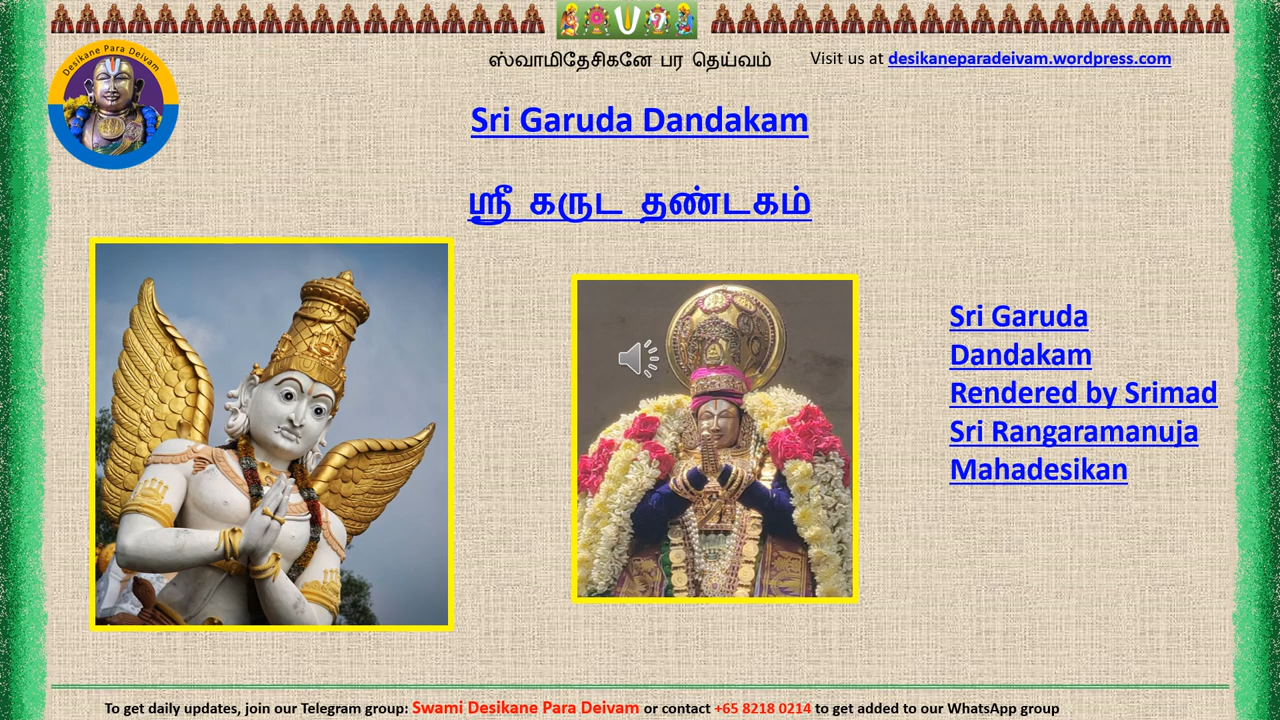 Desikane Para Deivam
ஸ்வாமிதேசிகனே பர தெய்வம்
Visit us at desikaneparadeivam.wordpress.com
Sri Garuda Dandakam
ஸ்ரீ கருட தண்டகம்
Sri Garuda
Dandakam
Rendered by Srimad
Sri Rangaramanuja
Mahadesikan
To get daily updates, join our Telegram group: Swami Desikane Para Deivam or contact +65 8218 0214 to get added to our WhatsApp group